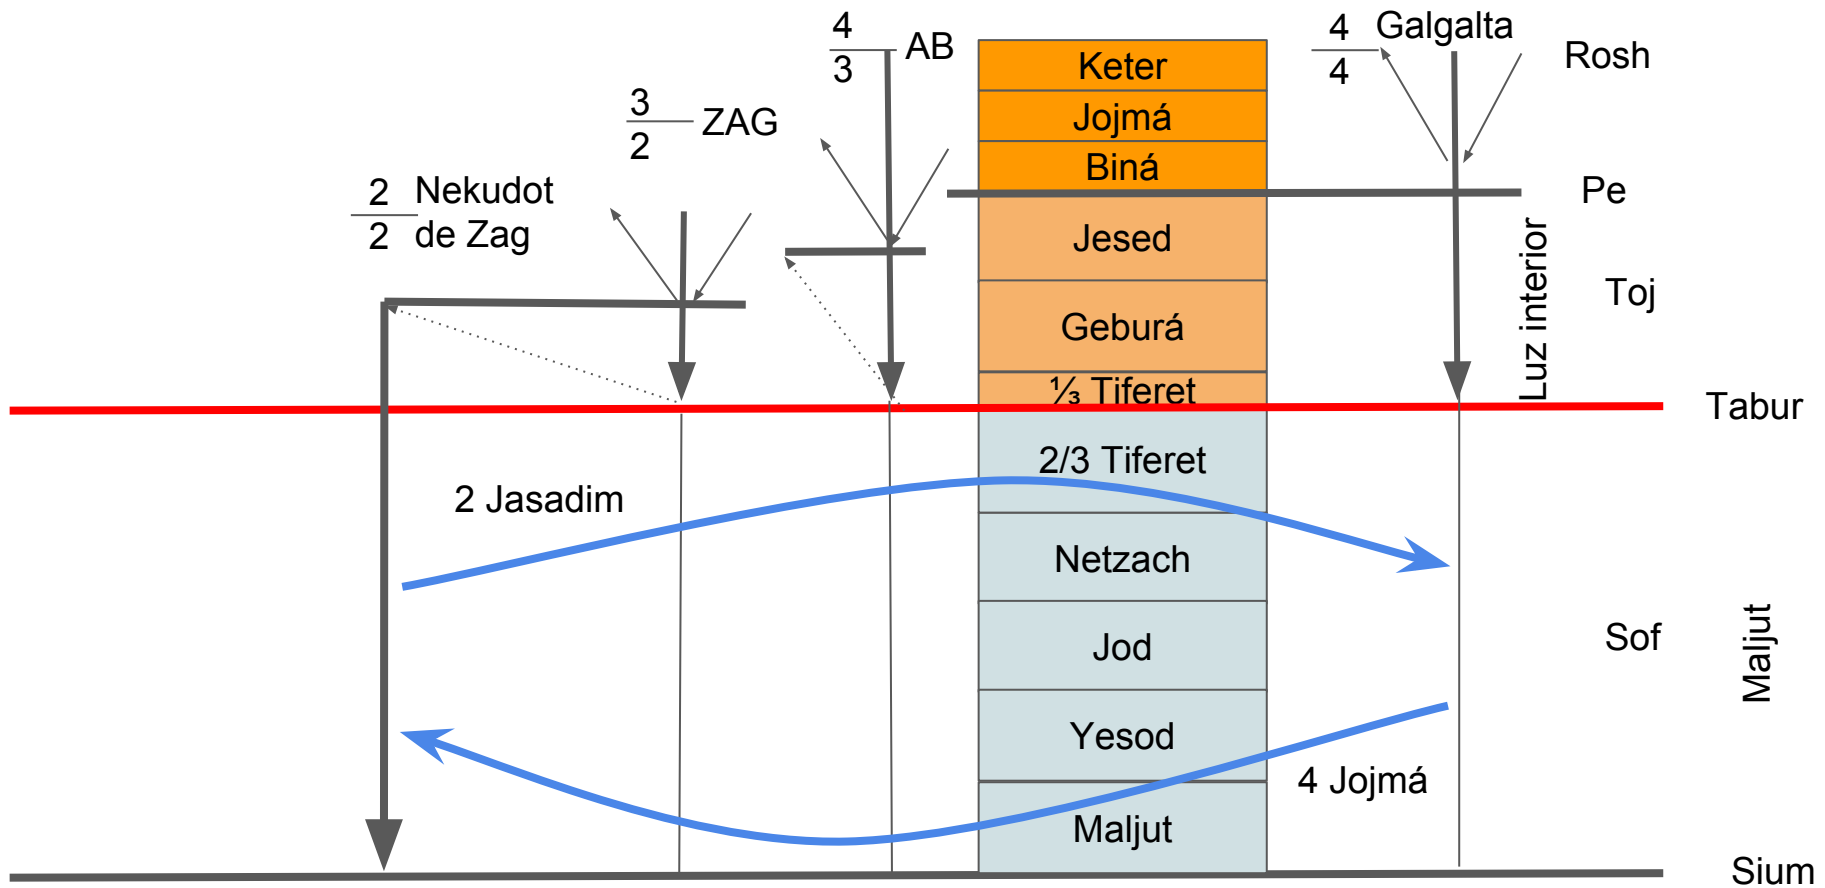 4
3
AB
4
4
Galgalta
Rosh
Keter
Jojmá
Biná
3
2
ZAG
2
2
Nekudot
de Zag
Pe
Jesed
Luz interior
Toj
Geburá
⅓ Tiferet
Tabur
2/3 Tiferet
2 Jasadim
Netzach
Jod
Sof
Maljut
Yesod
4 Jojmá
Maljut
Sium